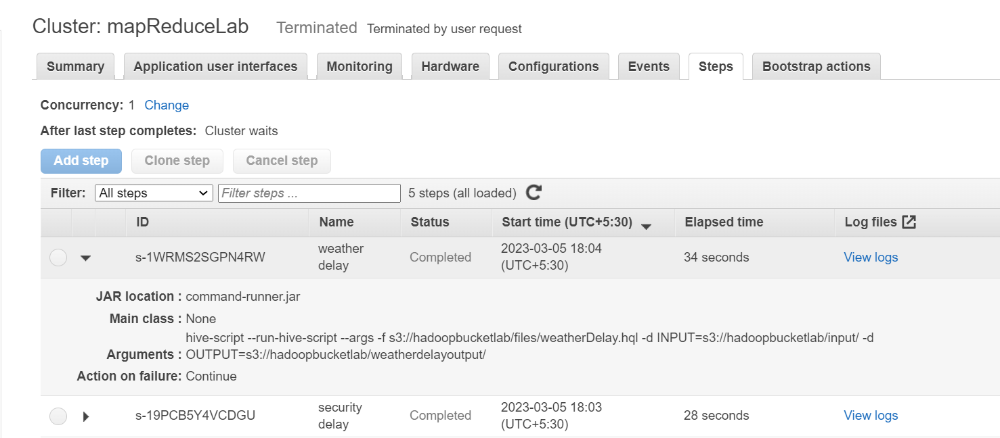 Cluster: mapReduceLab Terminated Terminated by user request
Summary Application user interfaces Monitoring Hardware Configurations Events Steps Bootstrap actions
Concurrency: 1 Change
After last step completes: Cluster waits
Add step Clone step Cancel step
Filter: All steps Filter steps ... 5 steps (all loaded)
ID Name Status Start time (UTC+5:30) Elapsed time Log files
s-1WRMS2SGPN4RW weather delay Completed 2023-03-05 18:04 (UTC+5:30) 34 seconds View logs
JAR location : command-runner.jar
Main class : None
hive-script --run-hive-script --args -f s3://hadoopbucketlab/files/weatherDelay.hql -d INPUT=s3://hadoopbucketlab/input/ -d
Arguments : OUTPUT=s3://hadoopbucketlab/weatherdelayoutput/
Action on failure: Continue
s-19PCB5Y4VCDGU security delay Completed 2023-03-05 18:03 (UTC+5:30) 28 seconds View logs